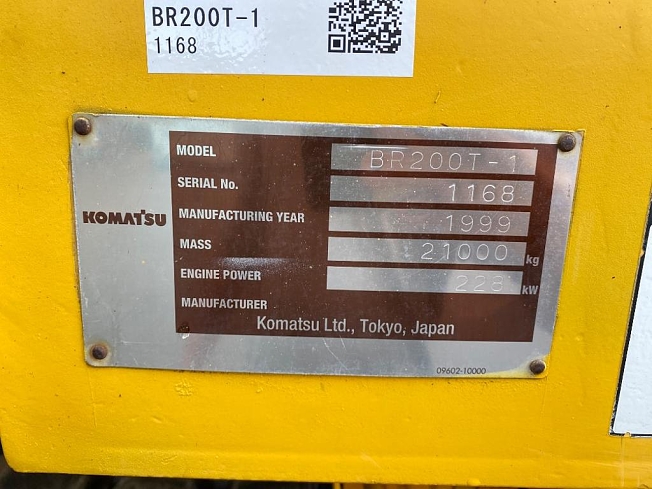 BR200T-1
1168
MODEL BR200T-1
SERIAL No. 1168
KOMATSU
MANUFACTURING YEAR 1999
MASS 21000 kg
ENGINE POWER 228 kW
MANUFACTURER
Komatsu Ltd., Tokyo, Japan
09602-10000